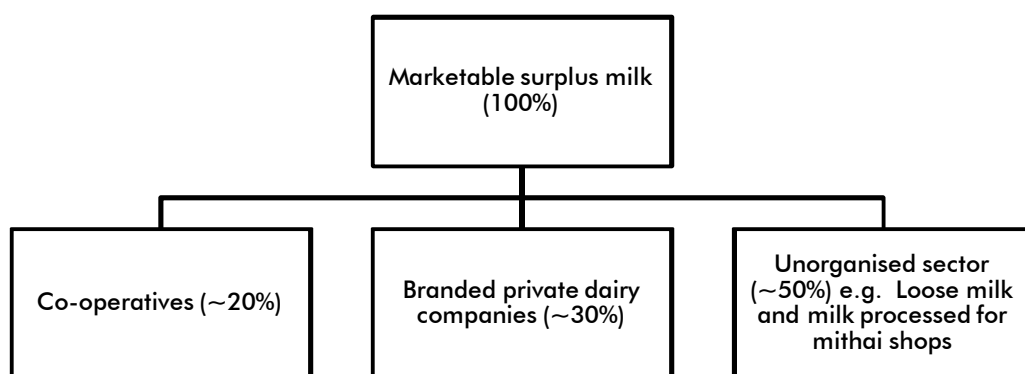 Marketable surplus milk
(100%)
Co-operatives (~20%)
Branded private dairy
companies (~30%)
Unorganised sector
(~50%) e.g.  Loose milk
and milk processed for
mithai shops